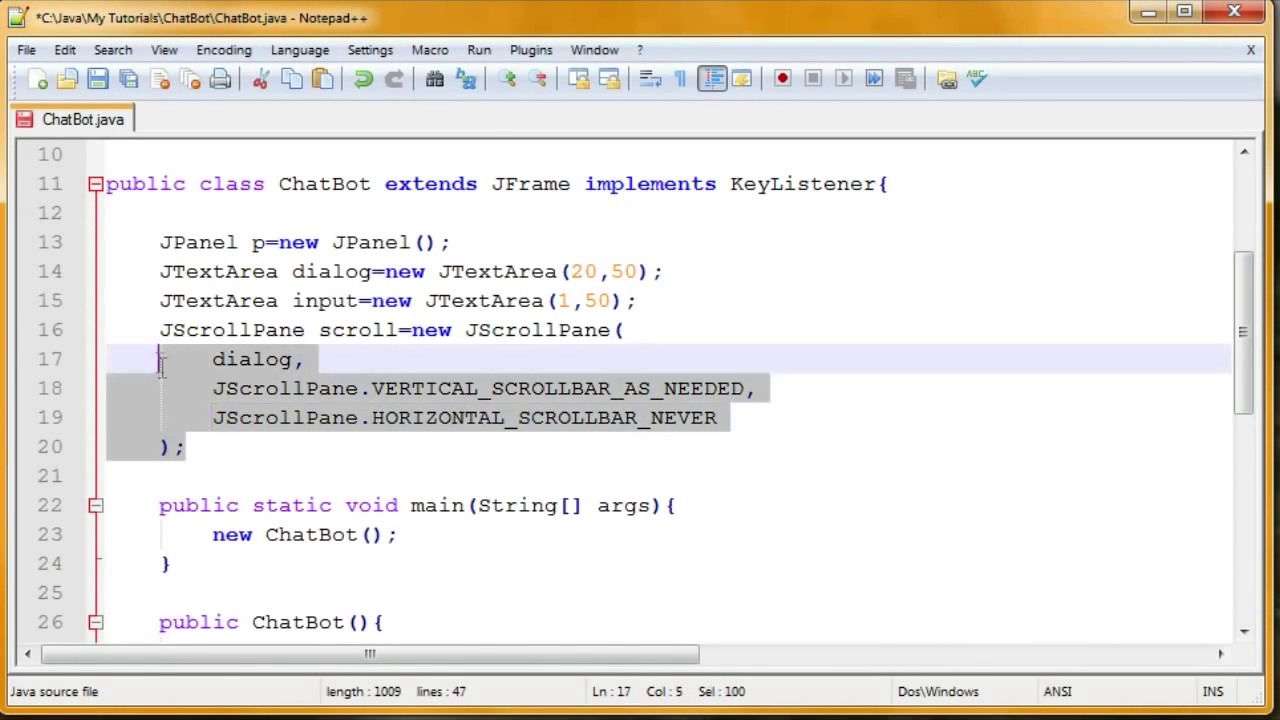 *C:\Java\My Tutorials\ChatBot\ChatBot.java - Notepad++
File Edit Search View Encoding Language Settings Macro Run Plugins Window ? X
ABC
ChatBot.java
10
11 public class ChatBot extends JFrame implements KeyListener{
12
13 JPanel p=new JPanel();
14 JTextArea dialog=new JTextArea(20,50);
15 JTextArea input=new JTextArea(1,50);
16 JScrollPane scroll=new JScrollPane(
17 dialog,
18 JScrollPane.VERTICAL_SCROLLBAR_AS_NEEDED,
19 JScrollPane.HORIZONTAL_SCROLLBAR_NEVER
20 );
21
22 public static void main(String[] args){
23 new ChatBot();
24 }
25
26 public ChatBot(){
Java source file length : 1009 lines : 47 Ln : 17 Col : 5 Sel : 100 Dos\Windows ANSI INS